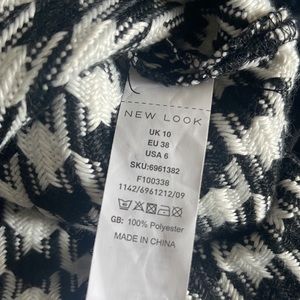 NEW LOOK
UK 10
EU 38
USA 6
SKU:6961382
F100338
1142/6961212/09
GB: 100% Polyester
MADE IN CHINA